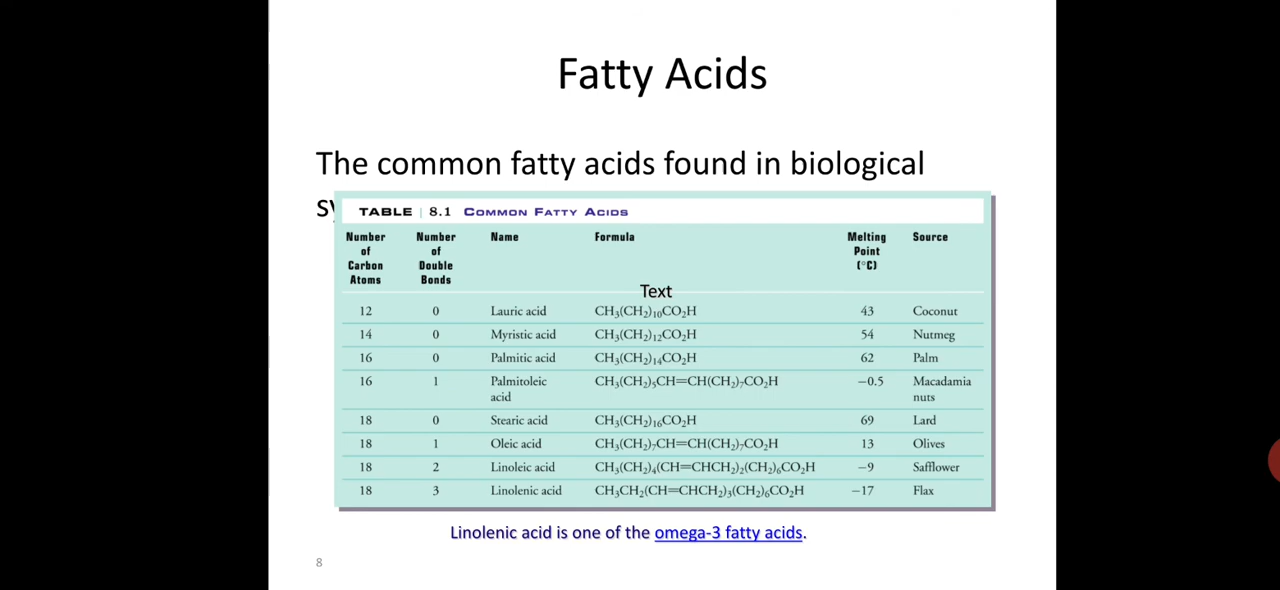 Fatty Acids
The common fatty acids found in biological
TABLE | 8.1 COMMON FATTY ACIDS
Number of Carbon Atoms Number of Double Bonds Name Formula Melting Point (°C) Source
Text
12 0 Lauric acid CH₃(CH₂)₁₀CO₂H 43 Coconut
14 0 Myristic acid CH₃(CH₂)₁₂CO₂H 54 Nutmeg
16 0 Palmitic acid CH₃(CH₂)₁₄CO₂H 62 Palm
16 1 Palmitoleic acid CH₃(CH₂)₅CH=CH(CH₂)₇CO₂H −0.5 Macadamia nuts
18 0 Stearic acid CH₃(CH₂)₁₆CO₂H 69 Lard
18 1 Oleic acid CH₃(CH₂)₇CH=CH(CH₂)₇CO₂H 13 Olives
18 2 Linoleic acid CH₃(CH₂)₄(CH=CHCH₂)₂(CH₂)₆CO₂H −9 Safflower
18 3 Linolenic acid CH₃CH₂(CH=CHCH₂)₃(CH₂)₆CO₂H −17 Flax
Linolenic acid is one of the omega-3 fatty acids.
8